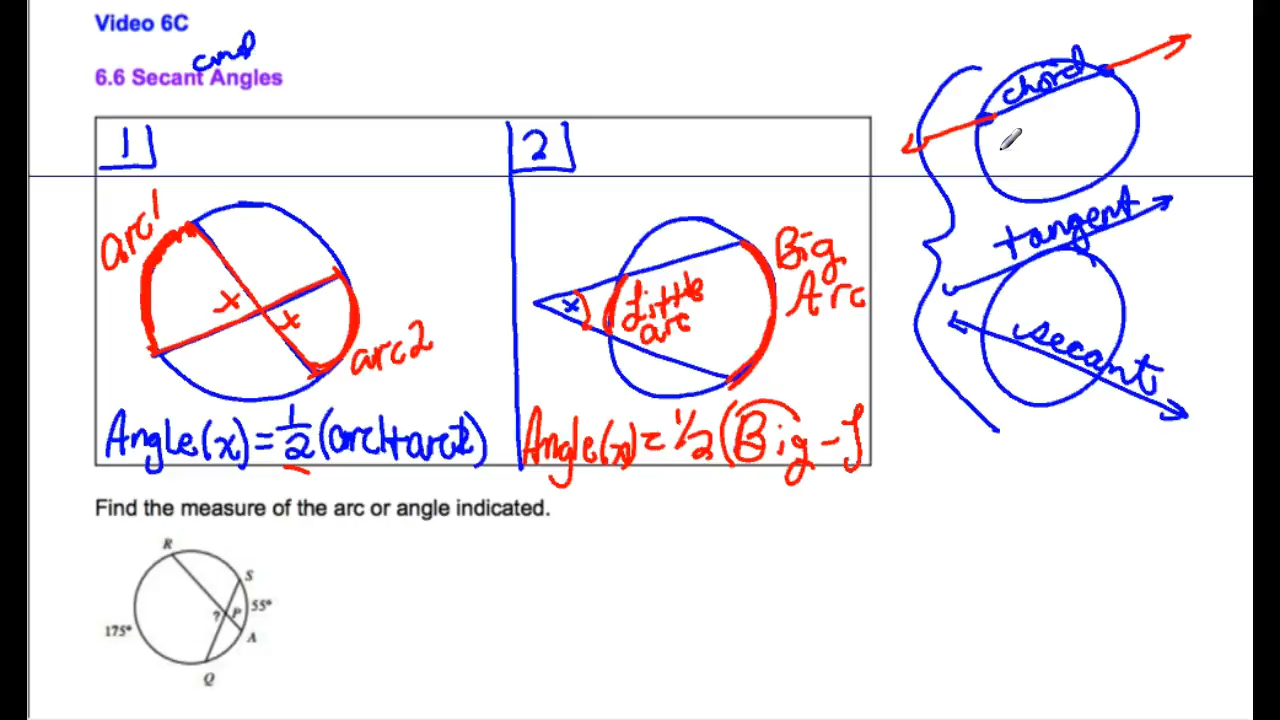 Video 6C
6.6 Secant Angles
chord
1
2
arc1
x
x
arc2
Angle(x)=1/2(arc1+arc2)
x
Little
arc
Big
Arc
Angle(x)=1/2(Big-
chord
tangent
secant
Find the measure of the arc or angle indicated.
R
S
55°
?
P
175°
A
Q